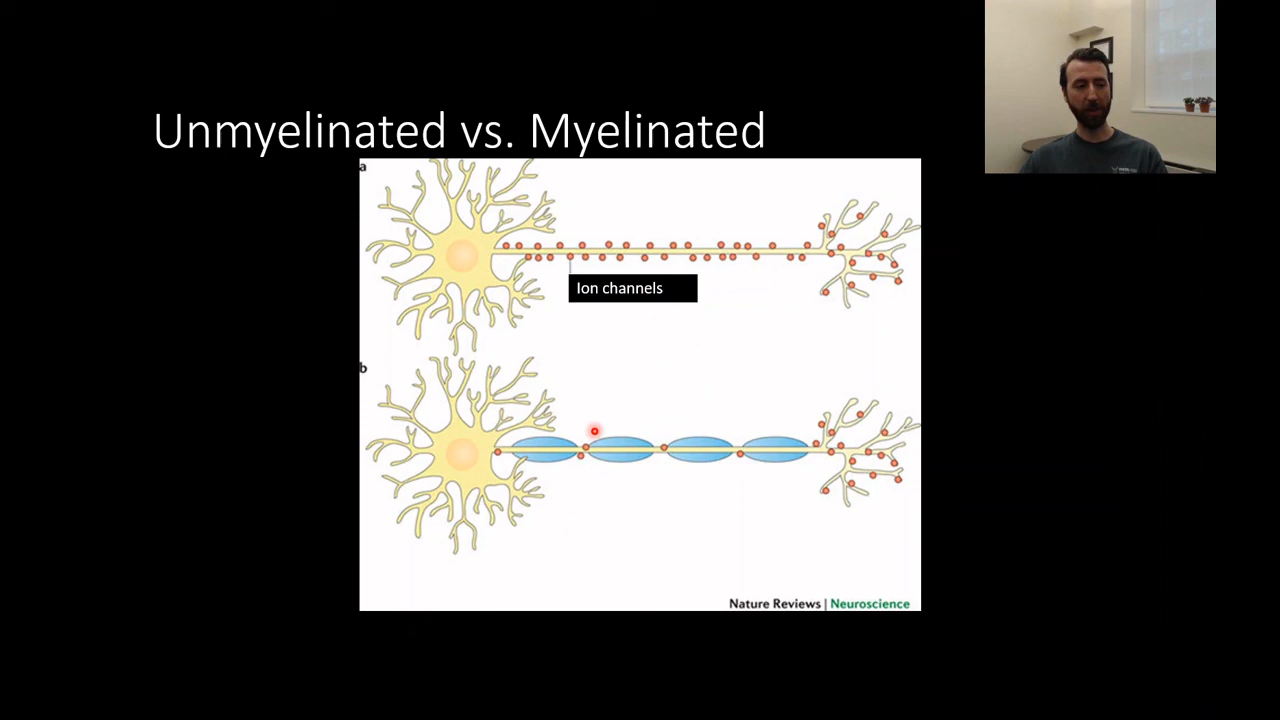 Unmyelinated vs. Myelinated
a
Ion channels
b
Nature Reviews | Neuroscience